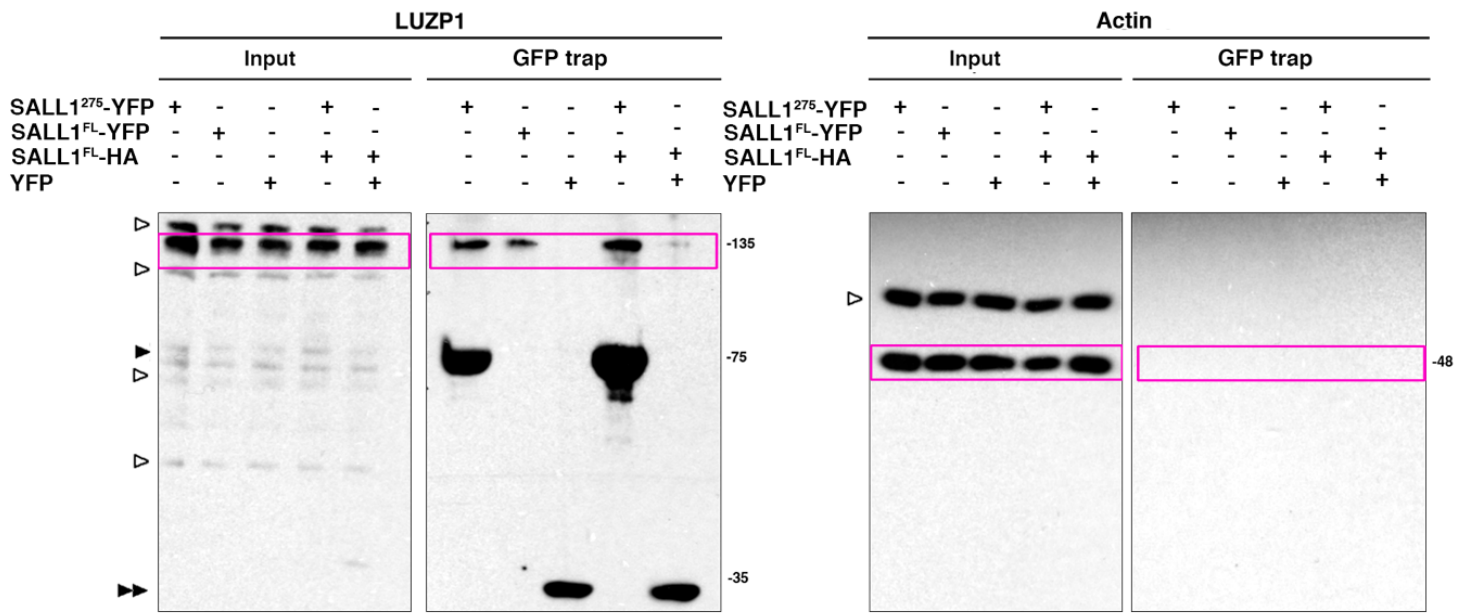 LUZP1 Actin
Input GFP trap Input GFP trap
SALL1²⁷⁵-YFP + - - + - + - - + - SALL1²⁷⁵-YFP + - - + - + - - + -
SALL1ᶠᴸ-YFP - + - - - - + - - - SALL1ᶠᴸ-YFP - + - - - - + - - -
SALL1ᶠᴸ-HA - - - + + - - - + + SALL1ᶠᴸ-HA - - - + + - - - + +
YFP - - + - + - - + - + YFP - - + - + - - + - +
-135
-75
-48
-35